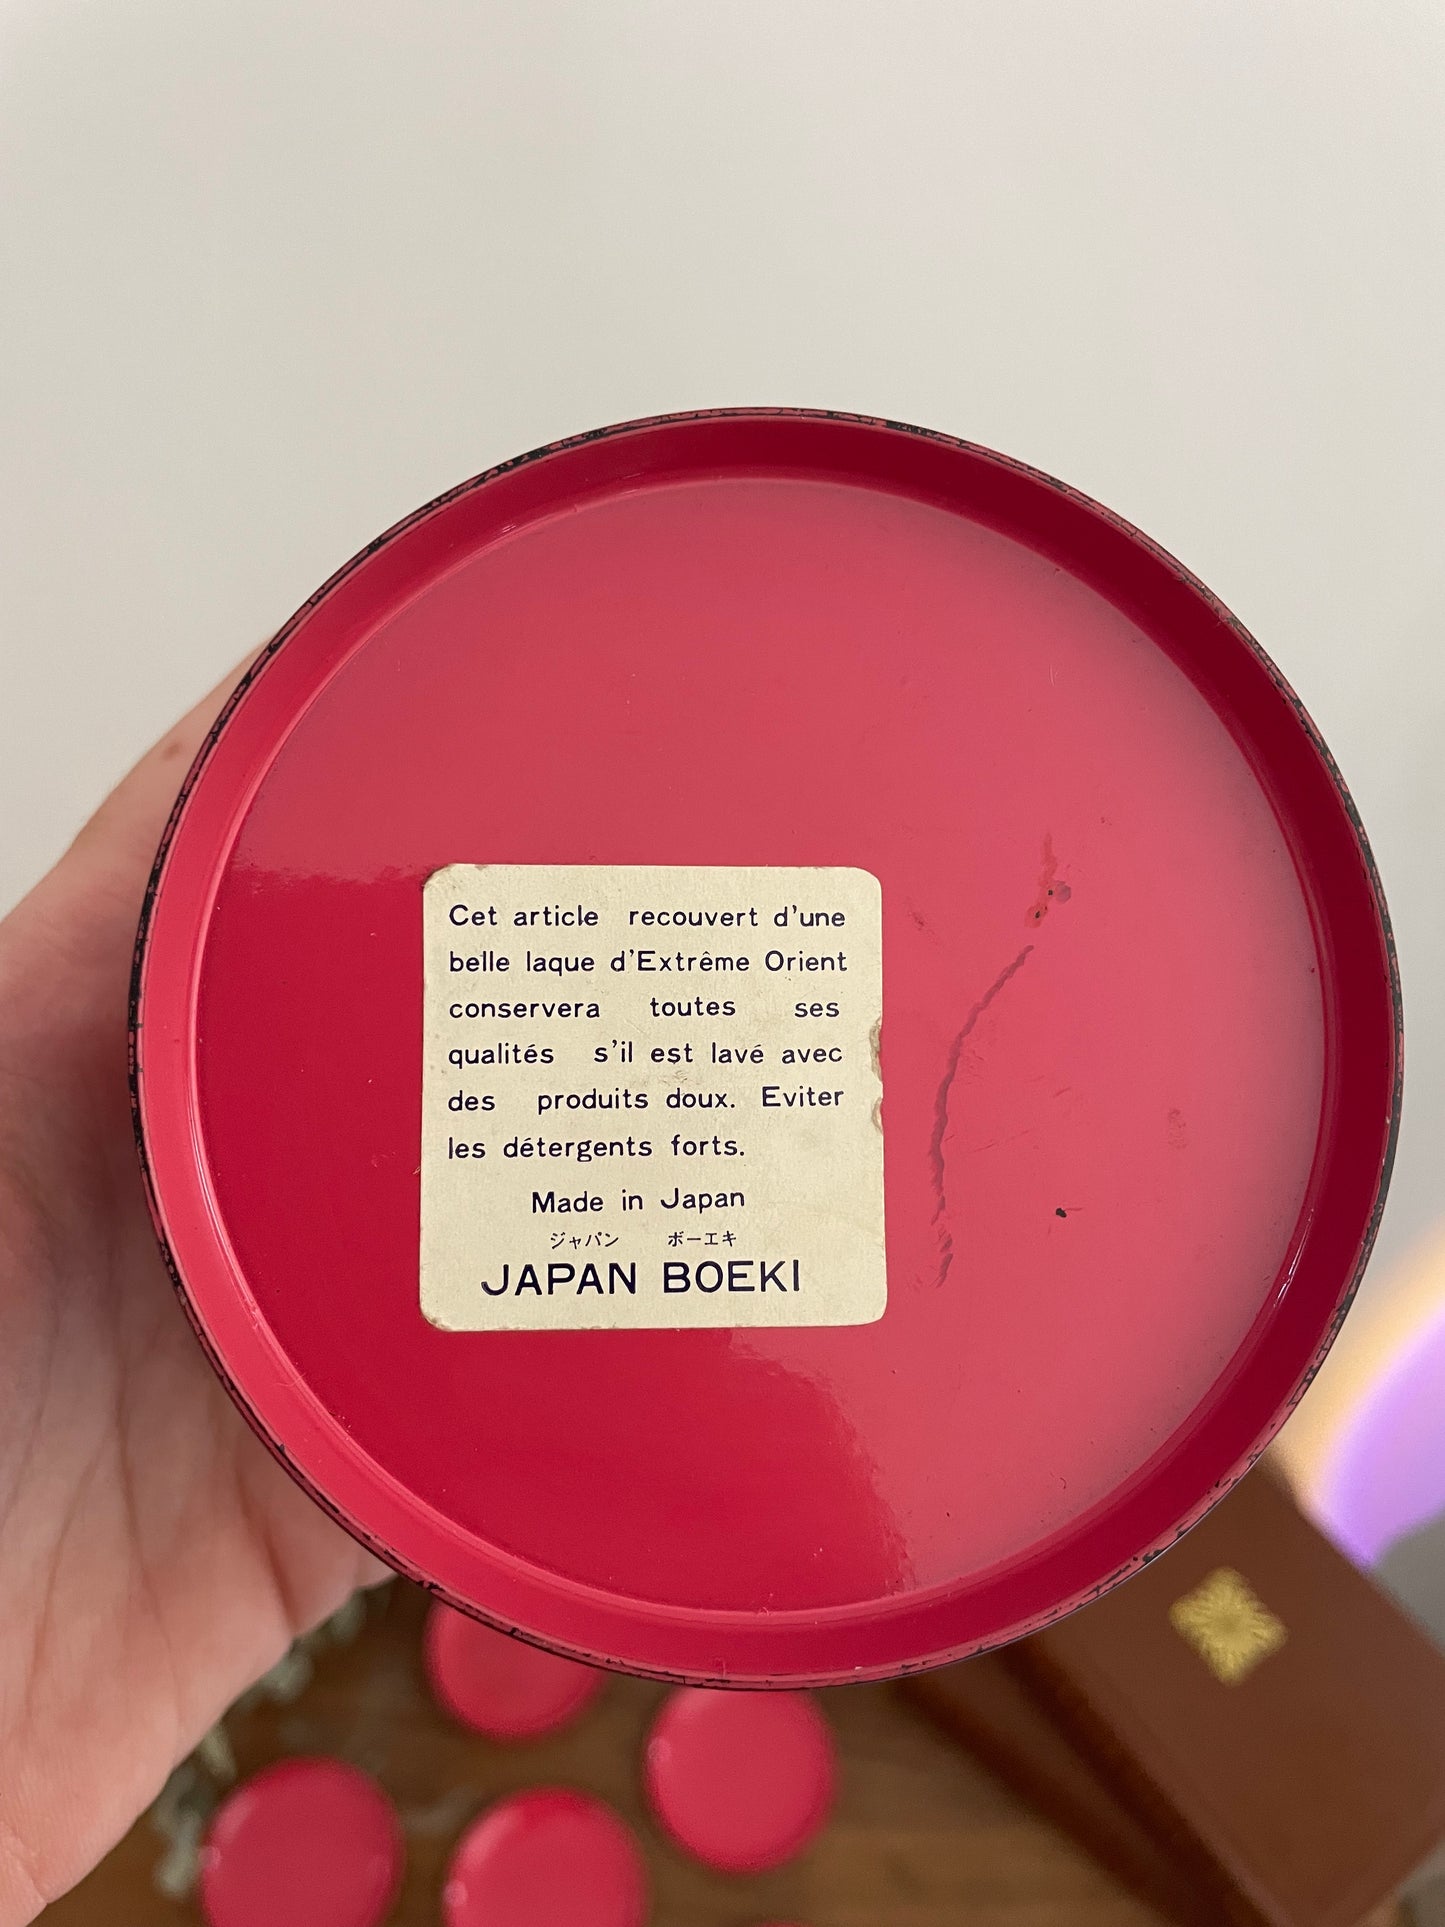 Cet article recouvert d'une
belle laque d'Extrême Orient
conservera toutes ses
qualités s'il est lavé avec
des produits doux. Eviter
les détergents forts.
Made in Japan
ジャパン ボーエキ
JAPAN BOEKI